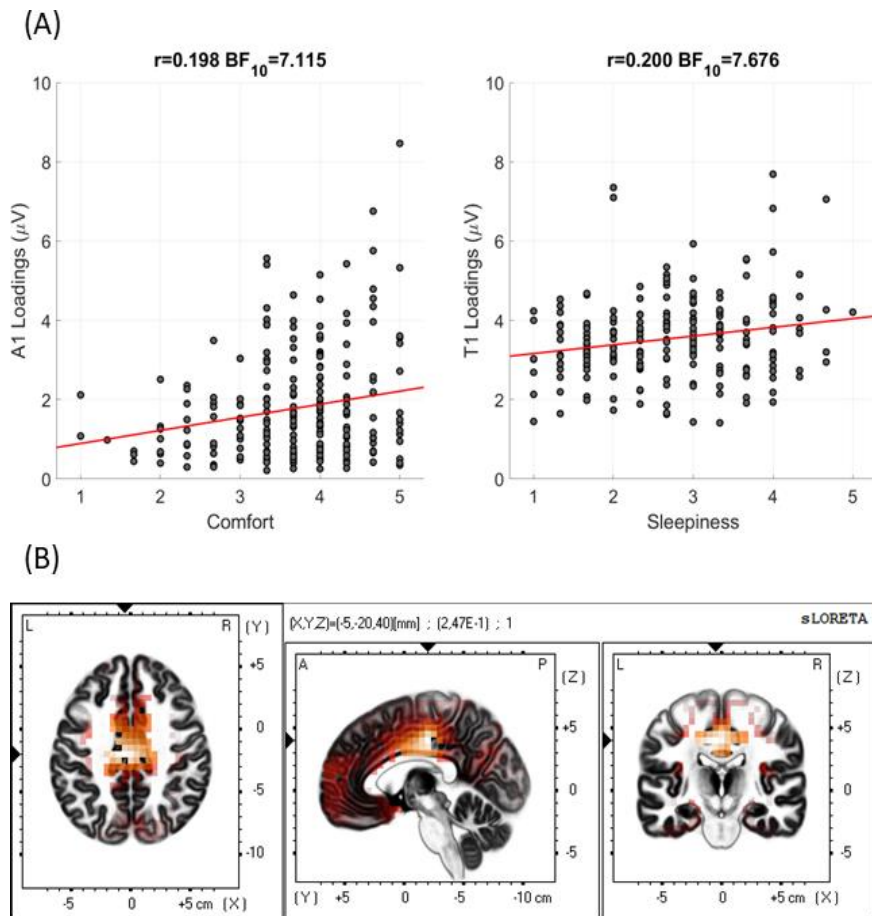 (A)
r=0.198 BF10=7.115
r=0.200 BF10=7.676
10
8
6
4
2
0
A1 Loadings (μV)
1 2 3 4 5
Comfort
10
8
6
4
2
0
T1 Loadings (μV)
1 2 3 4 5
Sleepiness
(B)
L R (Y)
+5
0
-5
-10
-5 0 +5 cm (X)
(X,Y,Z)=(-5,-20,40)[mm] ; (2,47E-1) ; 1
sLORETA
A P (Z)
+5
0
-5
(Y) +5 0 -5 -10 cm
L R (Z)
+5
0
-5
-5 0 +5 cm (X)